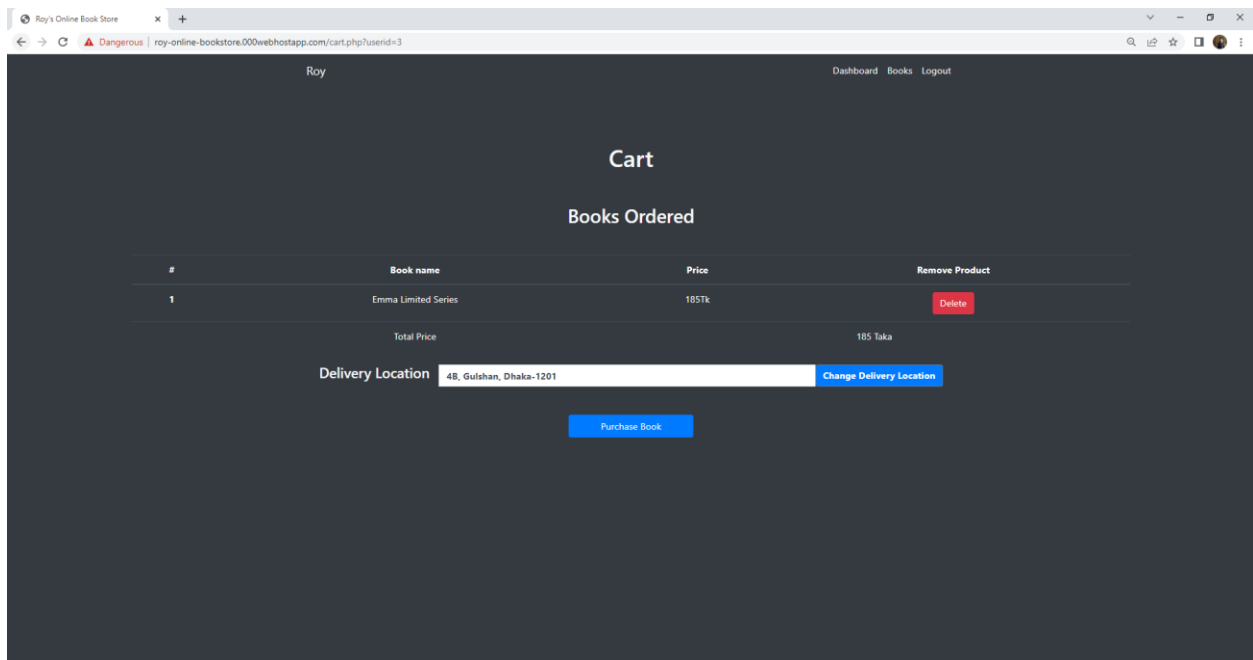 Roy's Online Book Store
Dangerous roy-online-bookstore.000webhostapp.com/cart.php?userid=3
Roy Dashboard Books Logout
Cart
Books Ordered
# Book name Price Remove Product
1 Emma Limited Series 185Tk Delete
Total Price 185 Taka
Delivery Location 4B, Gulshan, Dhaka-1201 Change Delivery Location
Purchase Book